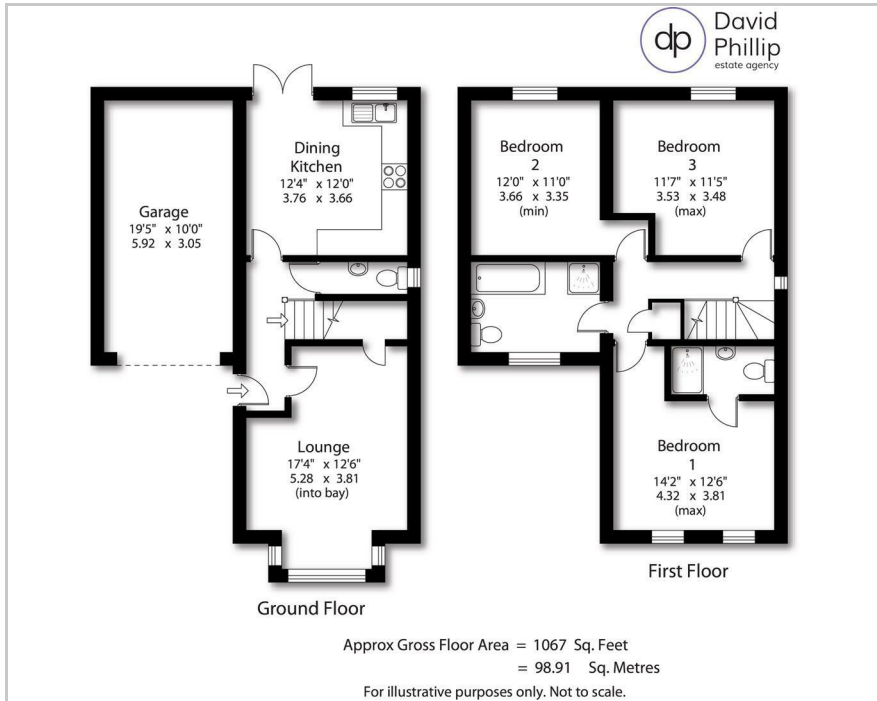 dp
David
Phillip
estate agency
Dining
Kitchen
12'4" x 12'0"
3.76 x 3.66
Garage
19'5" x 10'0"
5.92 x 3.05
Lounge
17'4" x 12'6"
5.28 x 3.81
(into bay)
Ground Floor
Bedroom
2
12'0" x 11'0"
3.66 x 3.35
(min)
Bedroom
3
11'7" x 11'5"
3.53 x 3.48
(max)
Bedroom
1
14'2" x 12'6"
4.32 x 3.81
(max)
First Floor
Approx Gross Floor Area = 1067 Sq. Feet
= 98.91 Sq. Metres
For illustrative purposes only. Not to scale.